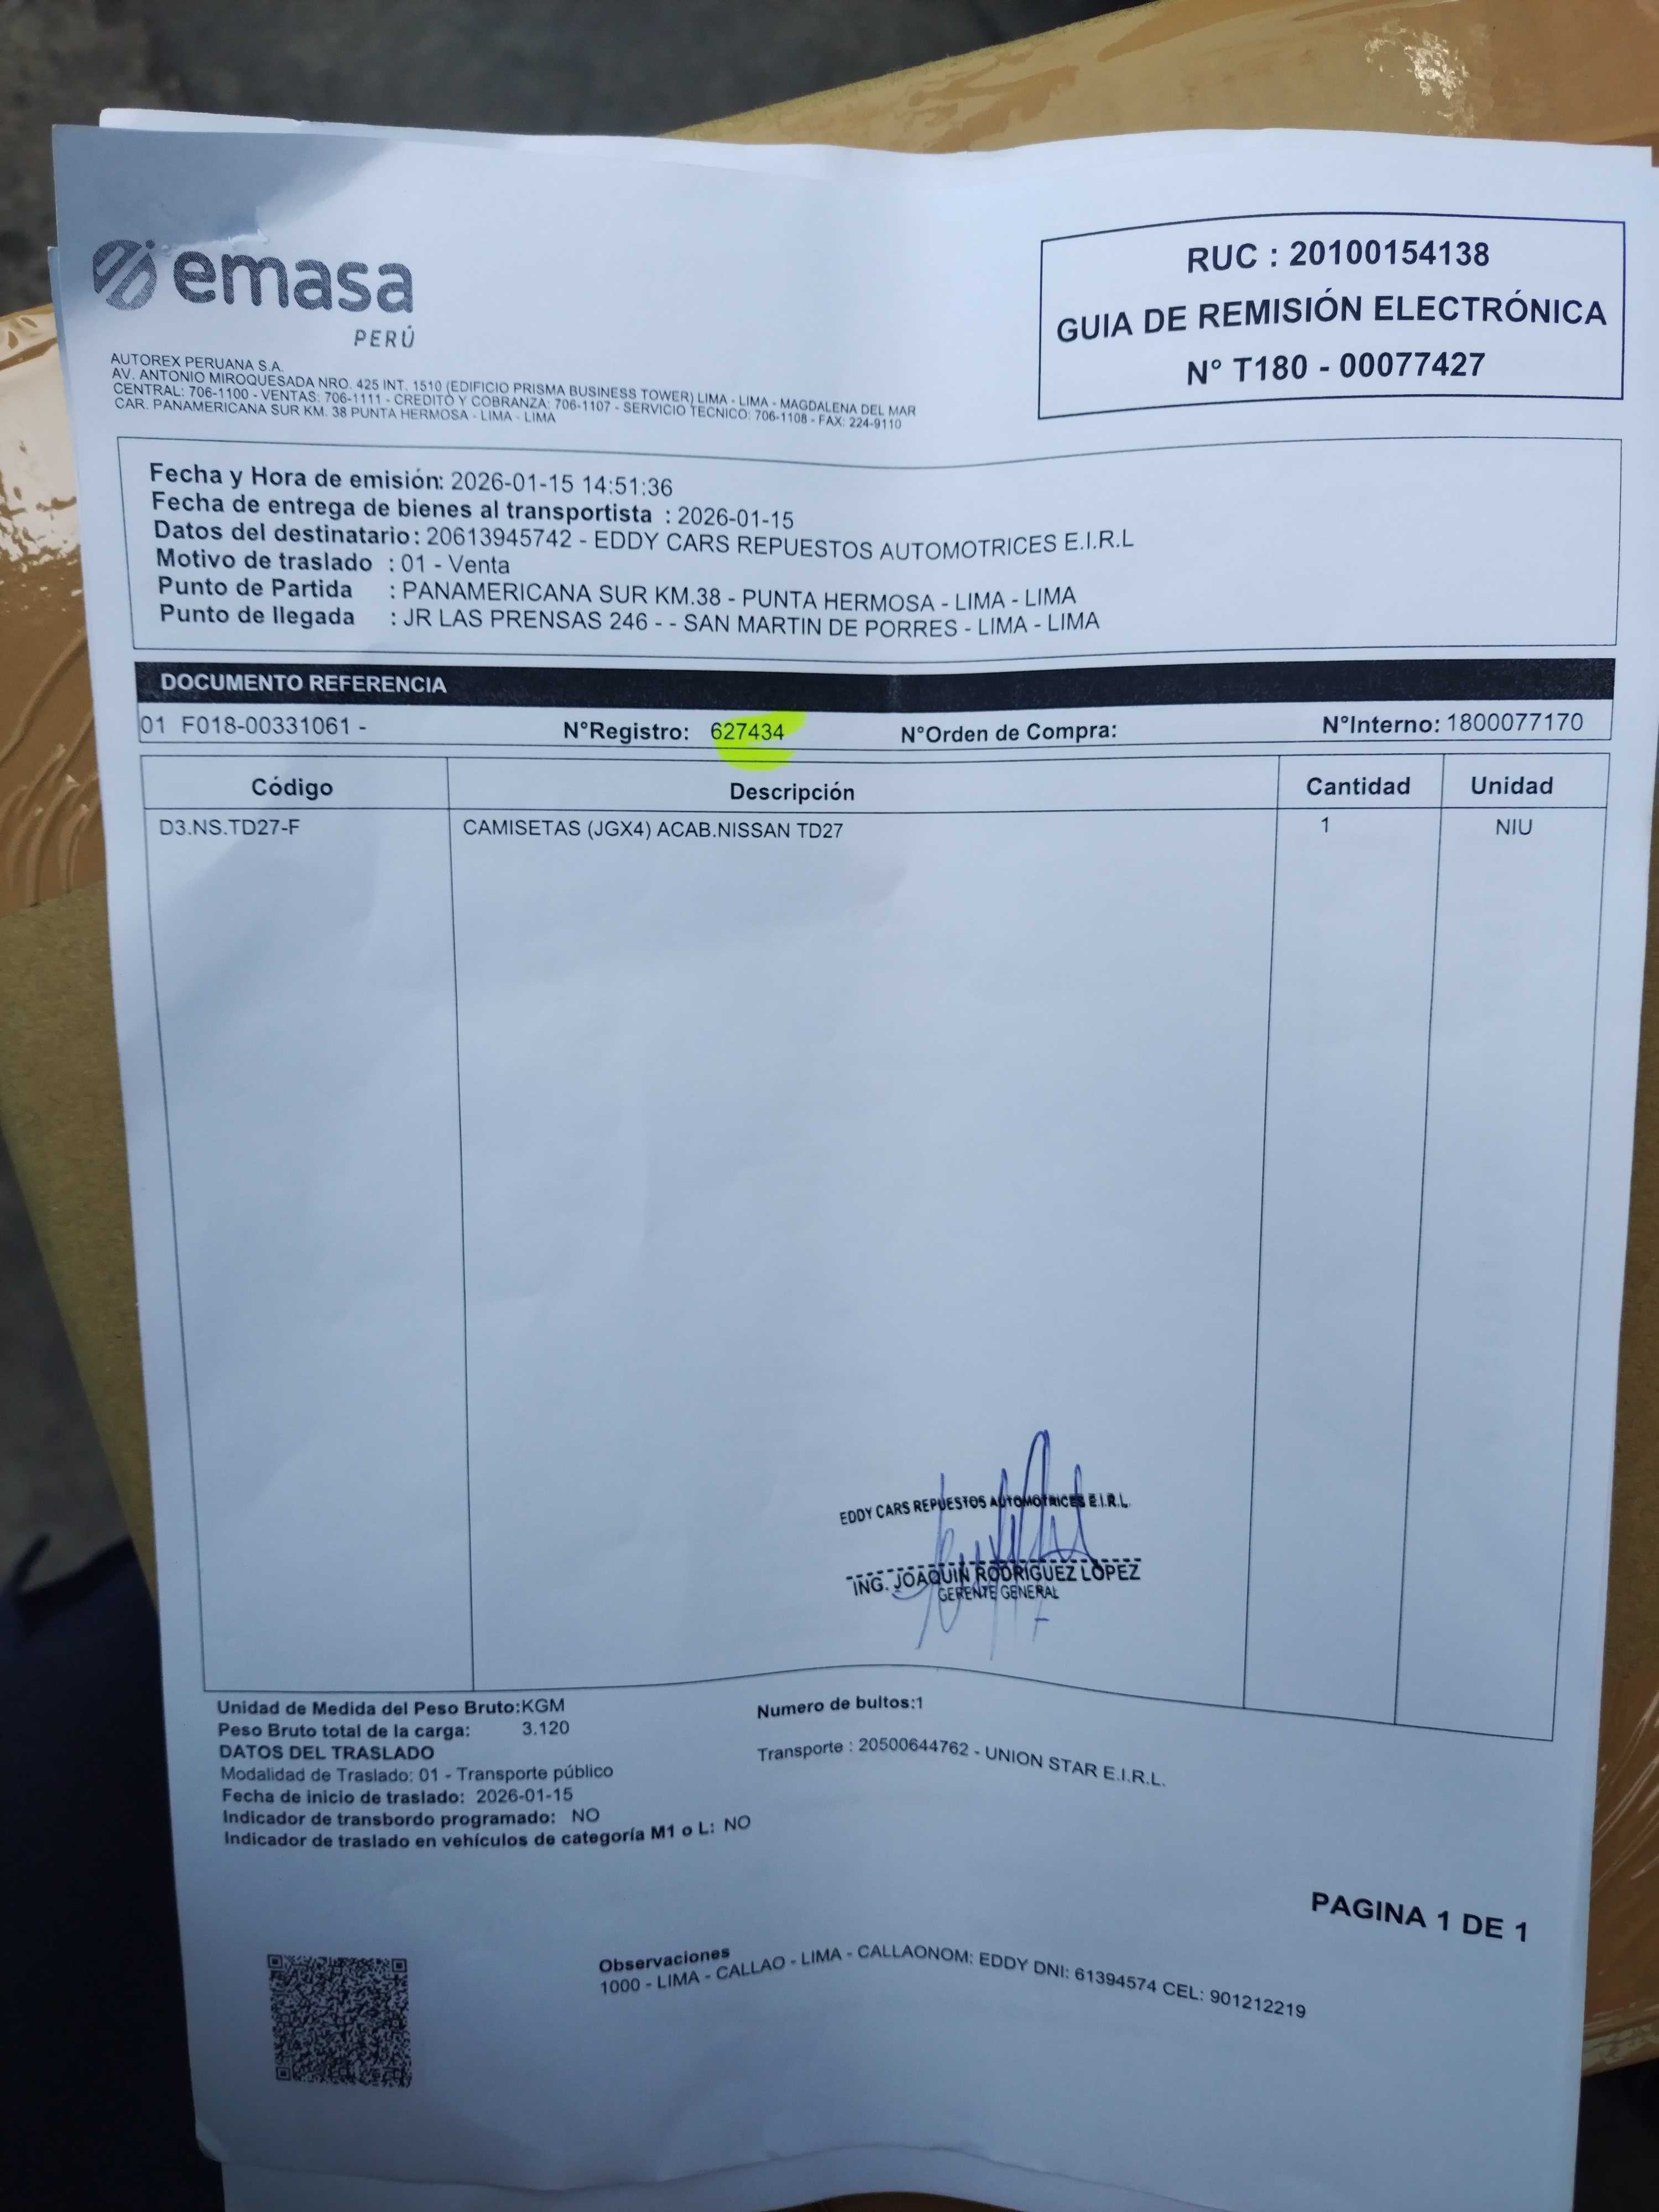 emasa
PERÚ
RUC : 20100154138
GUIA DE REMISIÓN ELECTRÓNICA
N° T180 - 00077427
AUTOREX PERUANA S.A.
AV. ANTONIO MIROQUESADA NRO. 425 INT. 1510 (EDIFICIO PRISMA BUSINESS TOWER) LIMA - LIMA - MAGDALENA DEL MAR
CENTRAL: 706-1100 - VENTAS: 706-1111 - CREDITO Y COBRANZA: 706-1107 - SERVICIO TECNICO: 706-1108 - FAX: 224-9110
CAR. PANAMERICANA SUR KM. 38 PUNTA HERMOSA - LIMA - LIMA
Fecha y Hora de emisión: 2026-01-15 14:51:36
Fecha de entrega de bienes al transportista : 2026-01-15
Datos del destinatario: 20613945742 - EDDY CARS REPUESTOS AUTOMOTRICES E.I.R.L
Motivo de traslado : 01 - Venta
Punto de Partida : PANAMERICANA SUR KM.38 - PUNTA HERMOSA - LIMA - LIMA
Punto de llegada : JR LAS PRENSAS 246 - - SAN MARTIN DE PORRES - LIMA - LIMA
DOCUMENTO REFERENCIA
01 F018-00331061 - N°Registro: 627434 N°Orden de Compra: N°Interno: 1800077170
Código Descripción Cantidad Unidad
D3.NS.TD27-F CAMISETAS (JGX4) ACAB.NISSAN TD27 1 NIU
EDDY CARS REPUESTOS AUTOMOTRICES E.I.R.L.
ING. JOAQUIN RODRIGUEZ LOPEZ
GERENTE GENERAL
Unidad de Medida del Peso Bruto:KGM Numero de bultos:1
Peso Bruto total de la carga: 3.120
DATOS DEL TRASLADO Transporte : 20500644762 - UNION STAR E.I.R.L.
Modalidad de Traslado: 01 - Transporte público
Fecha de inicio de traslado: 2026-01-15
Indicador de transbordo programado: NO
Indicador de traslado en vehículos de categoría M1 o L: NO
PAGINA 1 DE 1
Observaciones
1000 - LIMA - CALLAO - LIMA - CALLAONOM: EDDY DNI: 61394574 CEL: 901212219